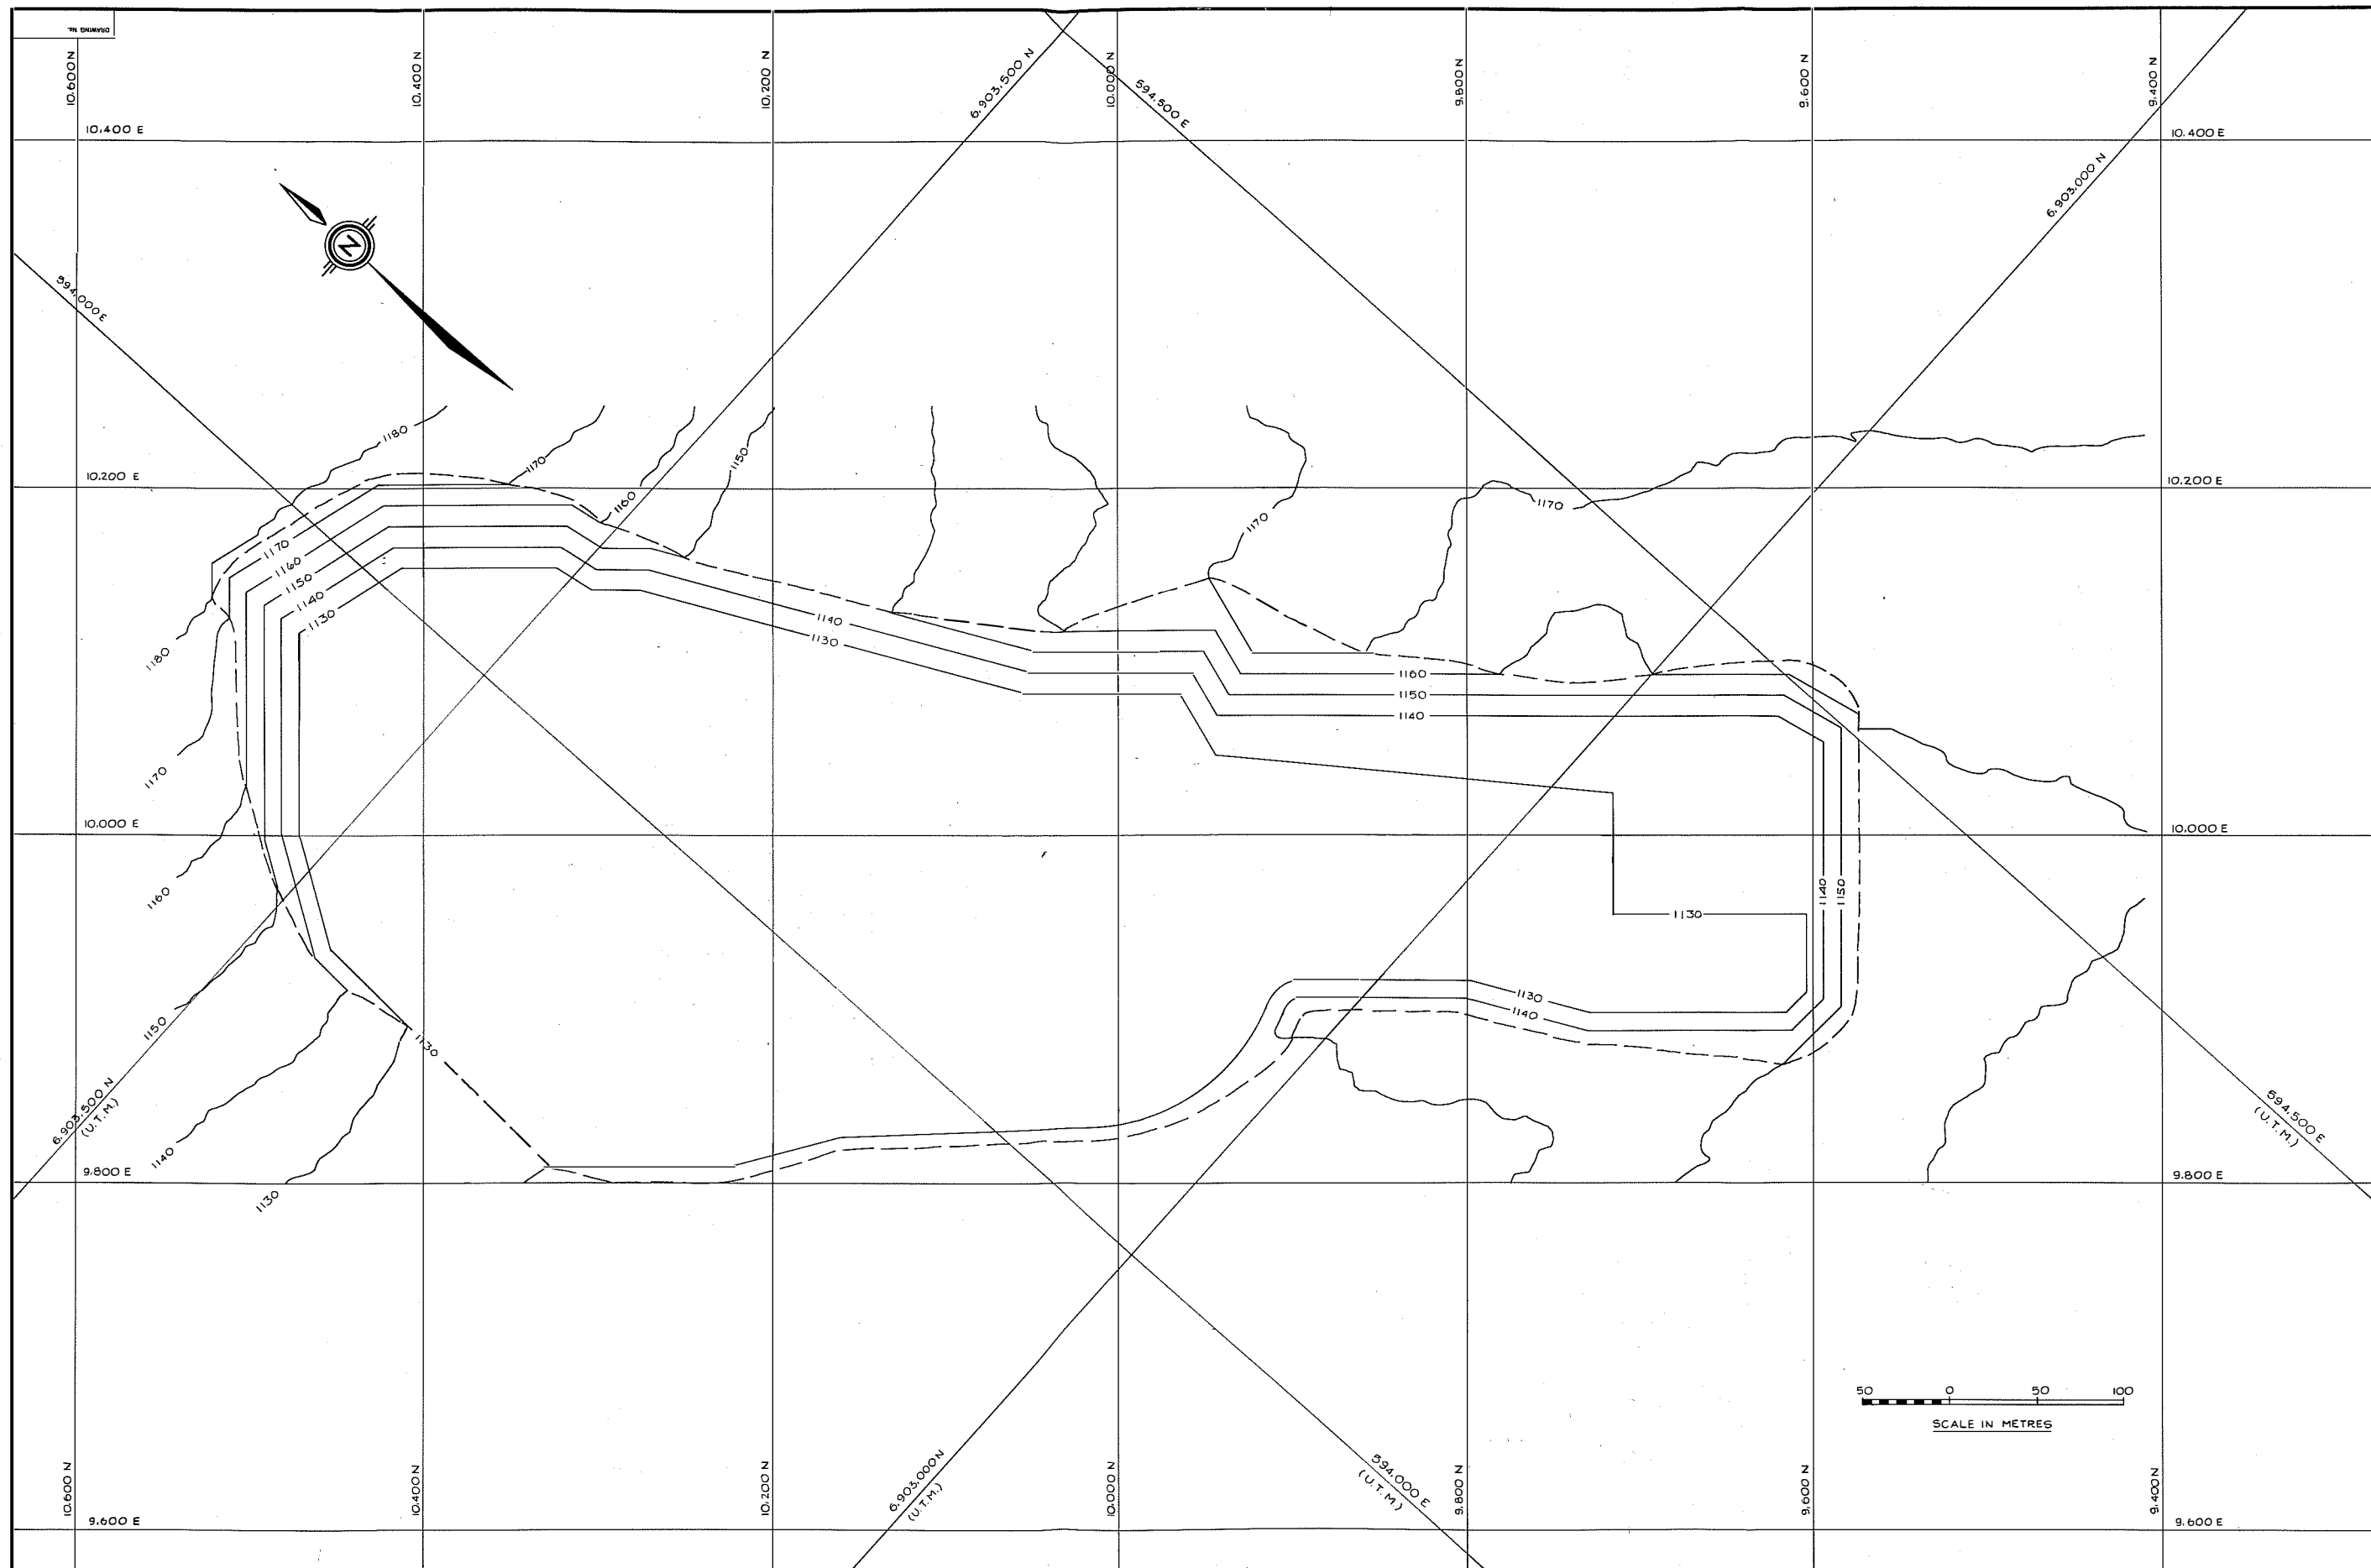 DRAWING No.
10,600 N
10,400 N
10,200 N
6,903,500 N
10,000 N
594,500 E
9,800 N
9,600 N
9,400 N
10,400 E
10,400 E
6,903,000 N
N
594,000 E
1180
1170
1160
1150
10,200 E
10,200 E
1170
1170
1170
1160
1150
1140
1130
1140
1130
1180
1160
1150
1140
1170
10,000 E
10,000 E
1160
1140
1150
1130
1150
1130
1130
1140
6,903,500 N
(U.T.M.)
594,500 E
(U.T.M.)
1140
9,800 E
9,800 E
1130
50 0 50 100
SCALE IN METRES
10,600 N
10,400 N
10,200 N
6,903,000 N
(U.T.M.)
10,000 N
594,000 E
(U.T.M.)
9,800 N
9,600 N
9,400 N
9,600 E
9,600 E